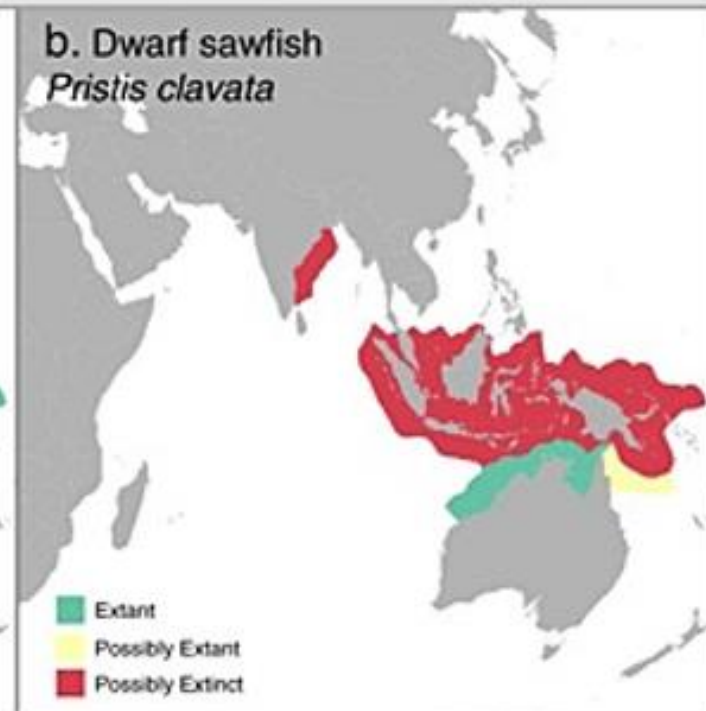 b. Dwarf sawfish
Pristis clavata
Extant
Possibly Extant
Possibly Extinct